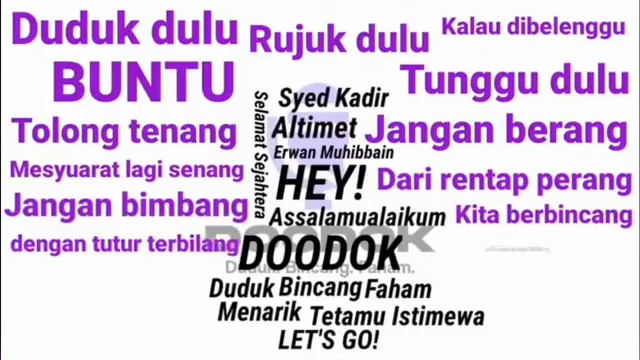 Duduk dulu
Rujuk dulu
Kalau dibelenggu
BUNTU
Tunggu dulu
Syed Kadir
Selamat Sejahtera
Tolong tenang
Altimet
Jangan berang
Erwan Muhibbain
Mesyuarat lagi senang
HEY!
Dari rentap perang
Jangan bimbang
Assalamualaikum
Kita berbincang
dengan tutur terbilang
DOODOK
DOODOK
Duduk. Bincang. Faham.
Duduk Bincang Faham
Menarik Tetamu Istimewa
LET'S GO!